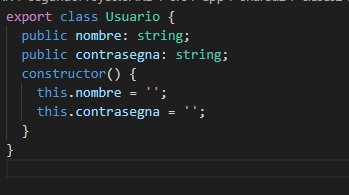 export class Usuario {
  public nombre: string;
  public contrasegna: string;
  constructor() {
    this.nombre = '';
    this.contrasegna = '';
  }
}